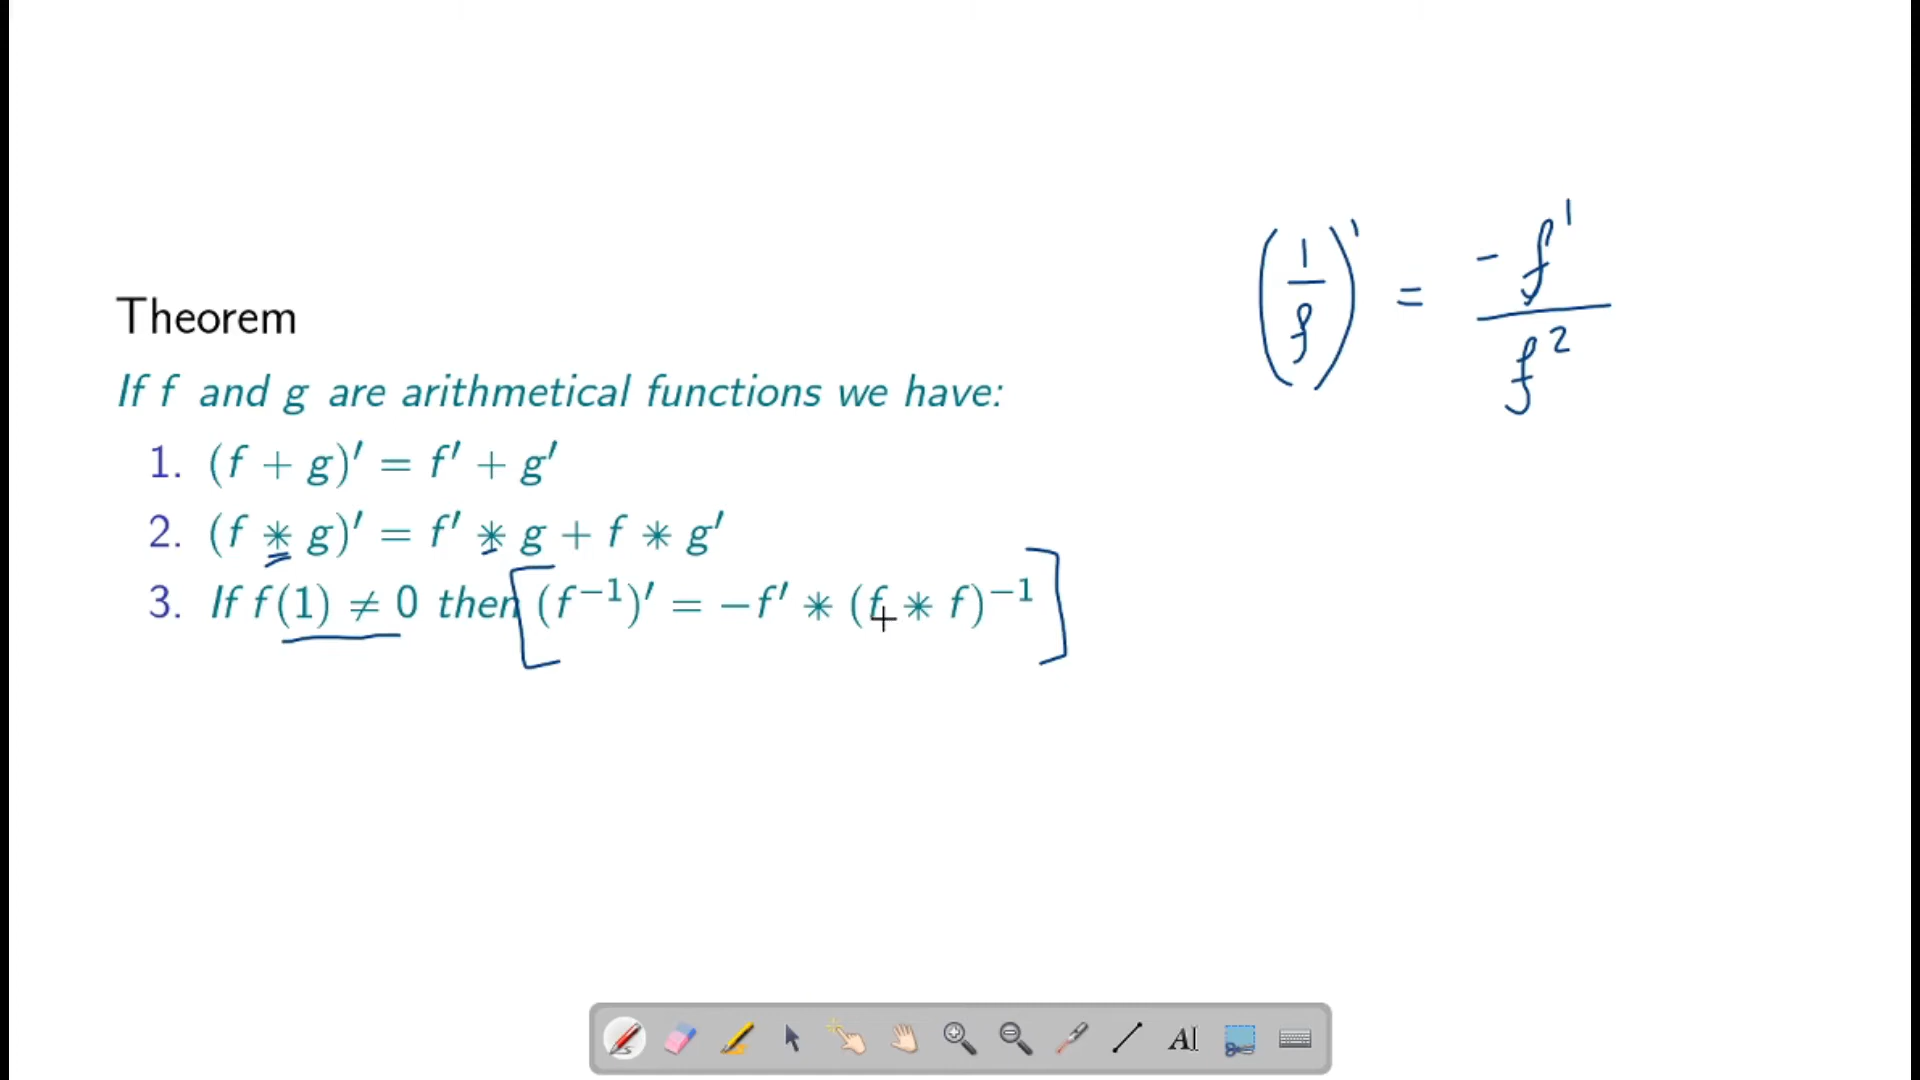 Theorem
If f and g are arithmetical functions we have:
1. (f + g)′ = f′ + g′
2. (f ∗ g)′ = f′ ∗ g + f ∗ g′
3. If f(1) ≠ 0 then [(f⁻¹)′ = −f′ ∗ (f ∗ f)⁻¹]
(1/f)' = -f'/f²
AI